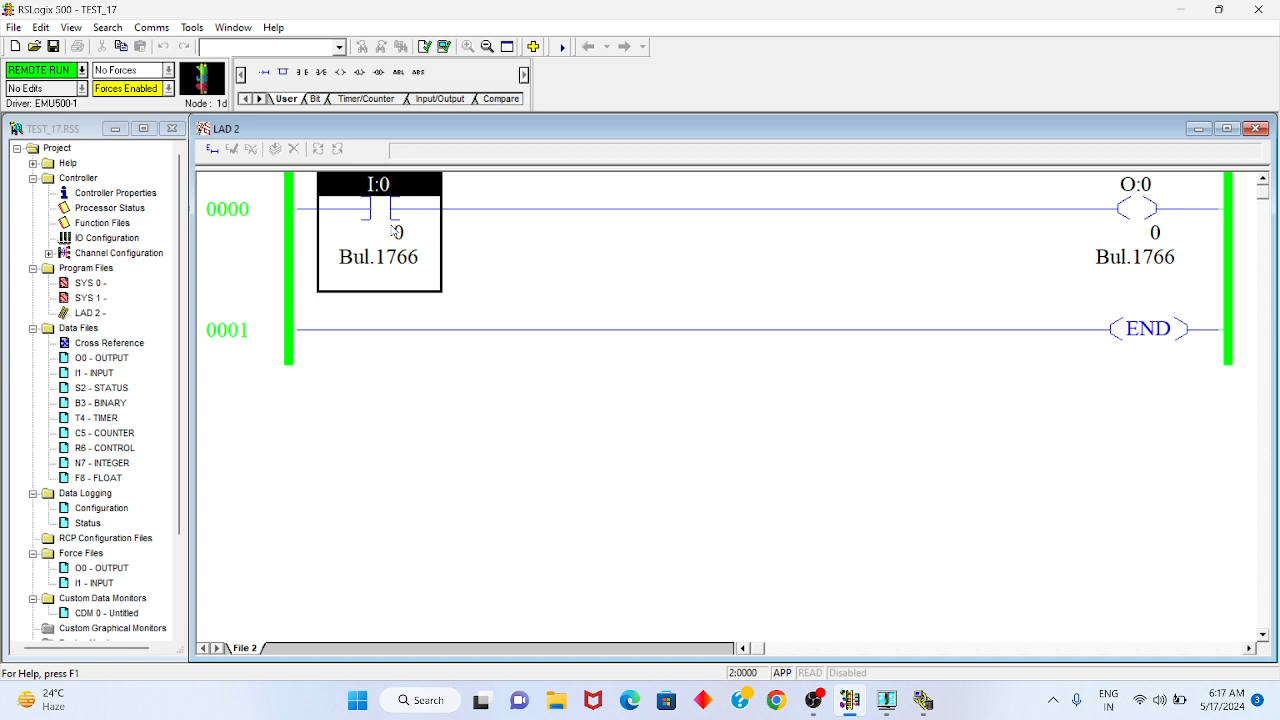 RSLogix 500 - TEST_17
File Edit View Search Comms Tools Window Help
REMOTE RUN No Forces
No Edits Forces Enabled
Driver: EMU500-1 Node: 1d
ABL ABS
User Bit Timer/Counter Input/Output Compare
TEST_17.RSS
Project
Help
Controller
Controller Properties
Processor Status
Function Files
IO Configuration
Channel Configuration
Program Files
SYS 0 -
SYS 1 -
LAD 2 -
Data Files
Cross Reference
O0 - OUTPUT
I1 - INPUT
S2 - STATUS
B3 - BINARY
T4 - TIMER
C5 - COUNTER
R6 - CONTROL
N7 - INTEGER
F8 - FLOAT
Data Logging
Configuration
Status
RCP Configuration Files
Force Files
O0 - OUTPUT
I1 - INPUT
Custom Data Monitors
CDM 0 - Untitled
Custom Graphical Monitors
LAD 2
I:0 O:0
0000
0 0
Bul.1766 Bul.1766
0001 END
File 2
For Help, press F1 2:0000 APP READ Disabled
24°C
Haze
Search
ENG
IN
6:17 AM
5/17/2024
3